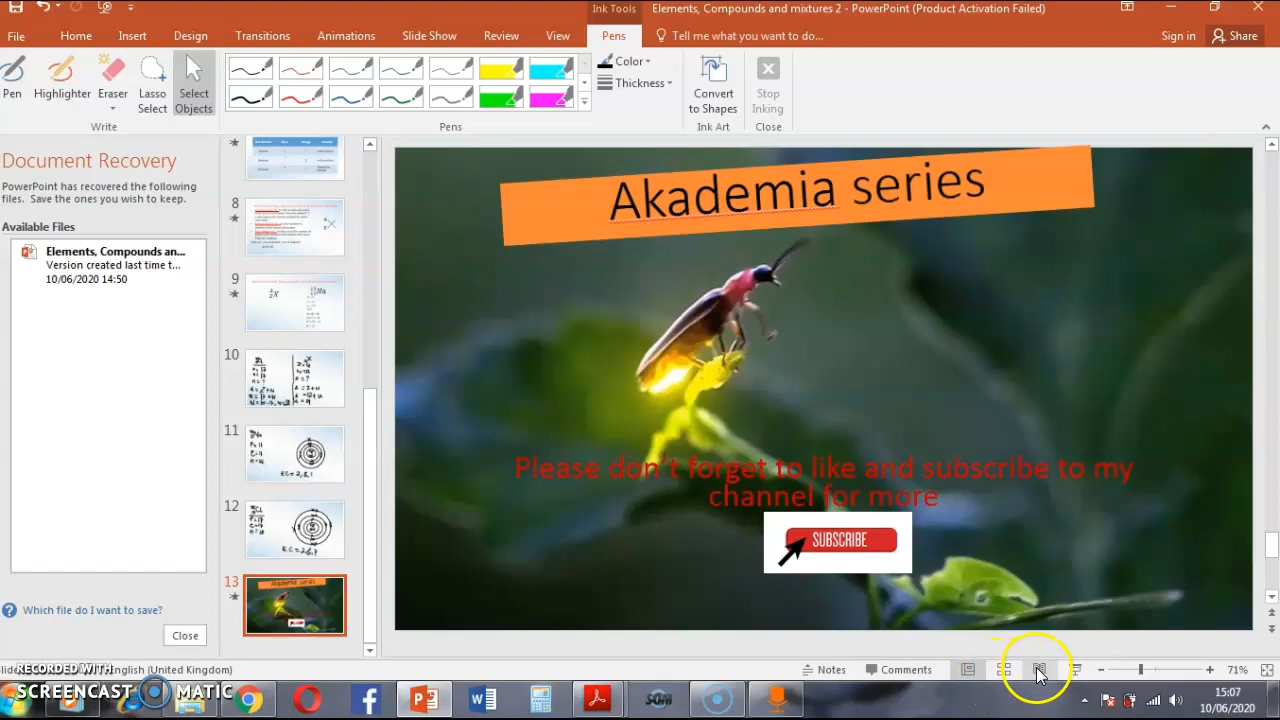 Ink Tools
Elements, Compounds and mixtures 2 - PowerPoint (Product Activation Failed)
File Home Insert Design Transitions Animations Slide Show Review View Pens Tell me what you want to do... Sign in Share
Pen
Highlighter
Eraser
Lasso Select
Select Objects
Color
Thickness
Convert to Shapes
Stop Inking
Write
Pens
Ink Art
Close
Document Recovery
PowerPoint has recovered the following
files. Save the ones you wish to keep.
Files
Elements, Compounds an...
Version created last time t...
10/06/2020 14:50
Which file do I want to save?
Close
8
9
10
11
12
13
Akademia series
Akademia series
Please don't forget to like and subscribe to my
channel for more
SUBSCRIBE
English (United Kingdom)
Notes
Comments
71%
RECORDED WITH
SCREENCAST MATIC
15:07
10/06/2020